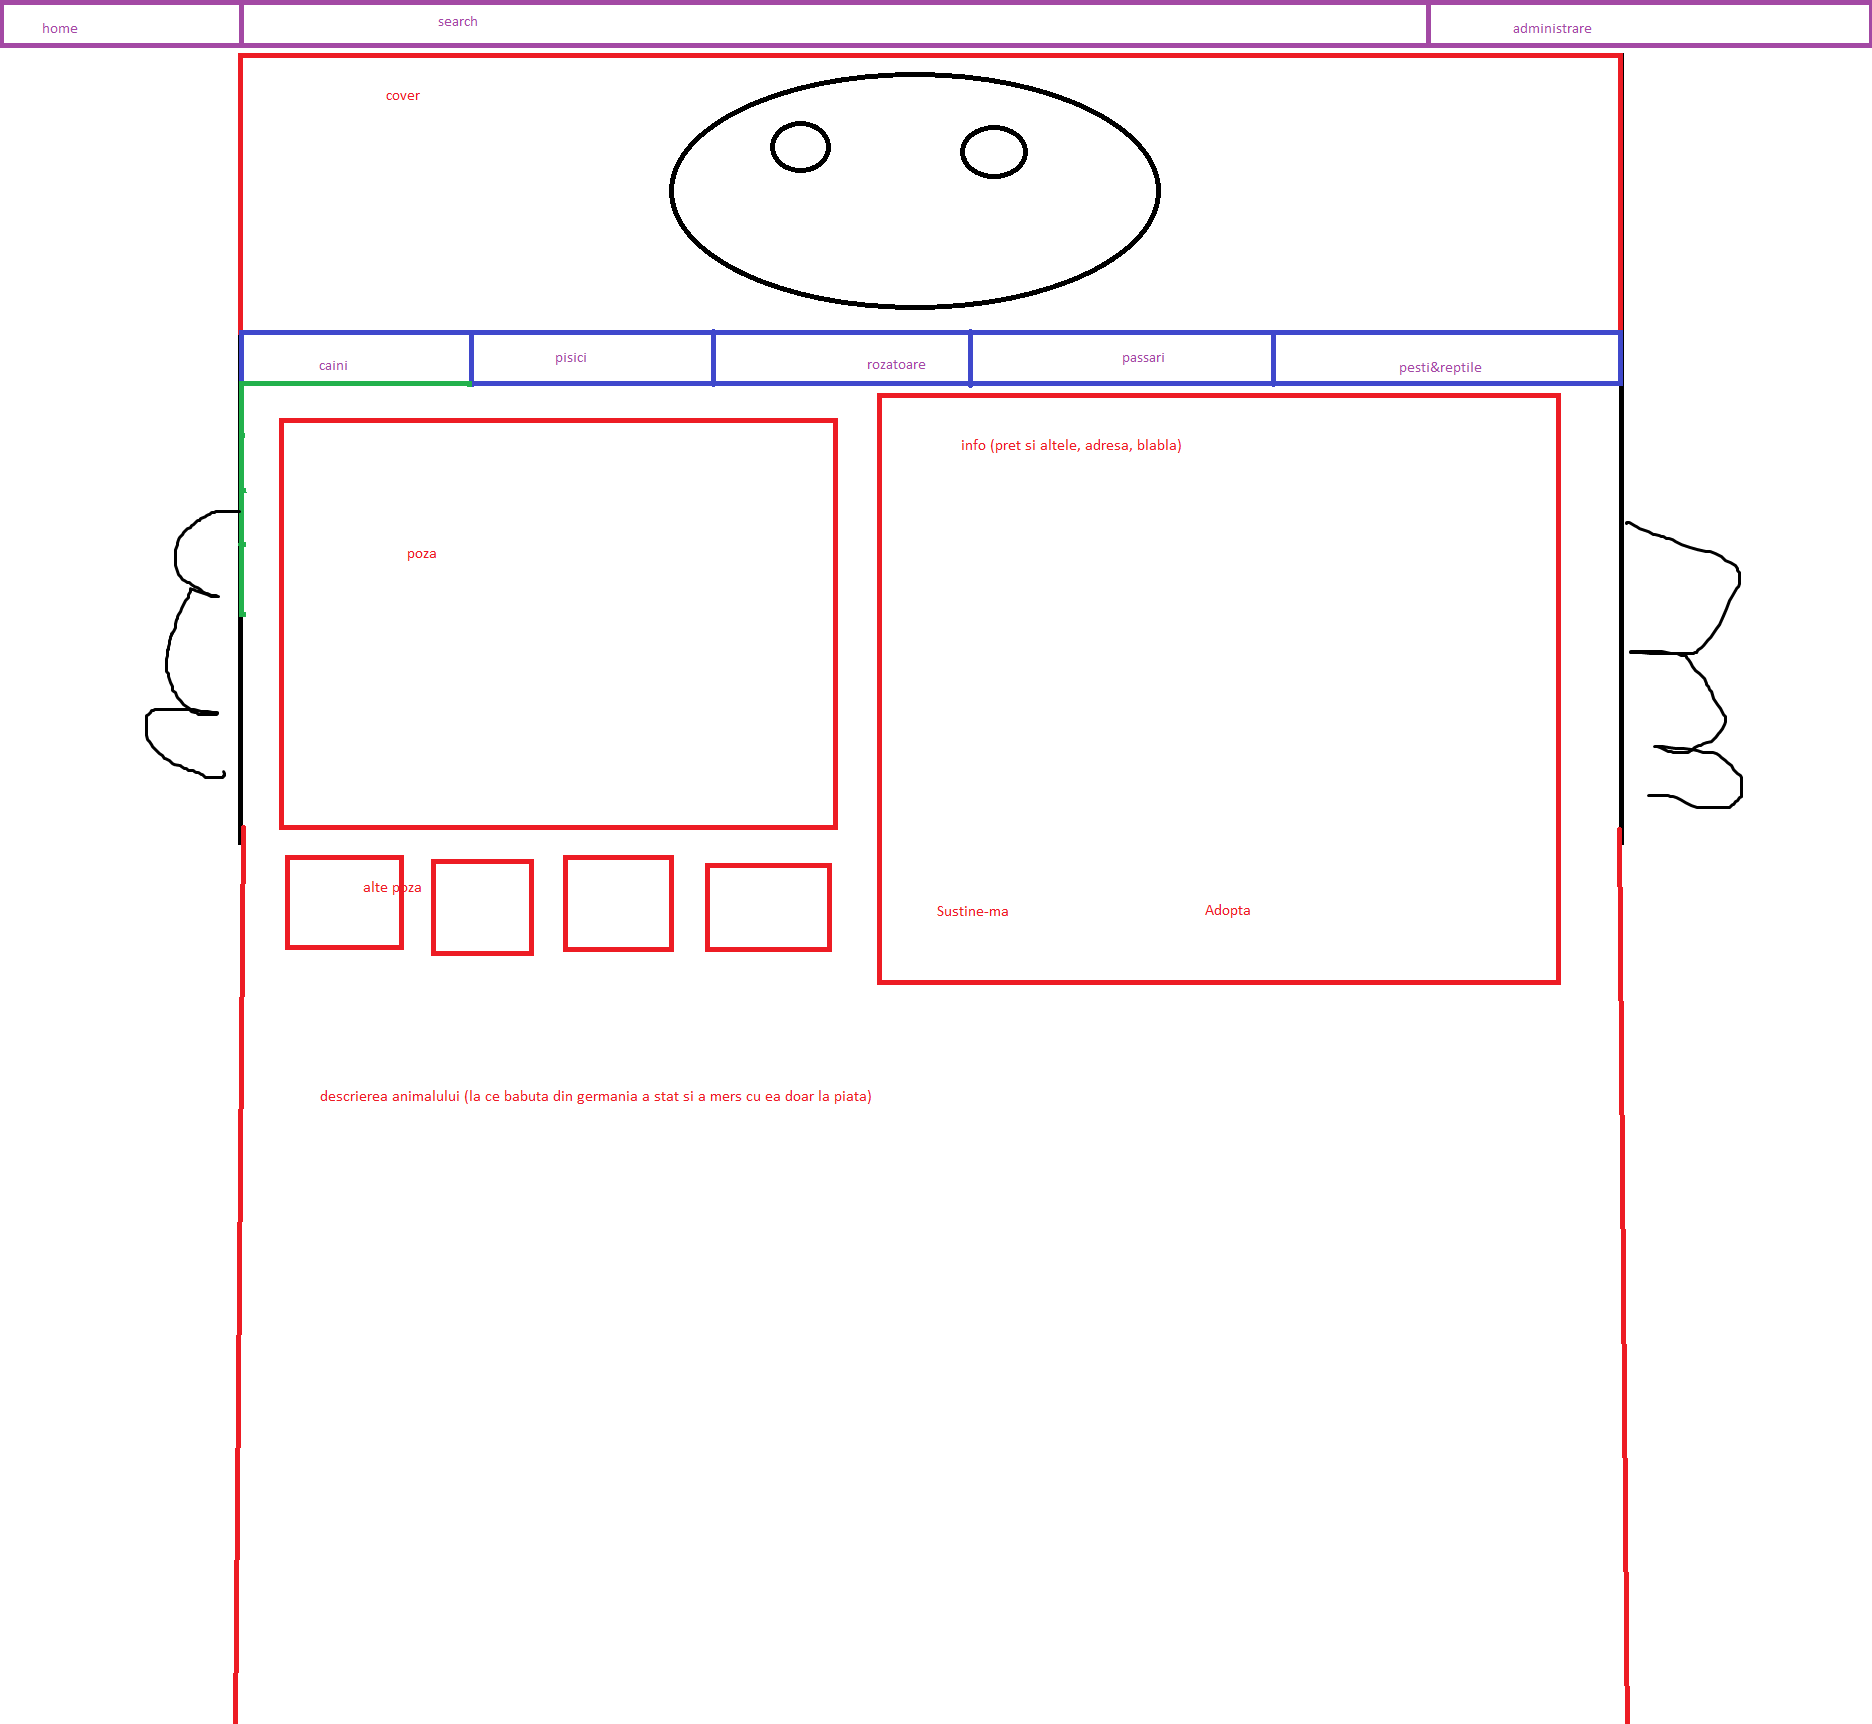 home
search
administrare
cover
caini
pisici
rozatoare
passari
pesti&reptile
info (pret si altele, adresa, blabla)
poza
alte poza
Sustine-ma
Adopta
descrierea animalului (la ce babuta din germania a stat si a mers cu ea doar la piata)